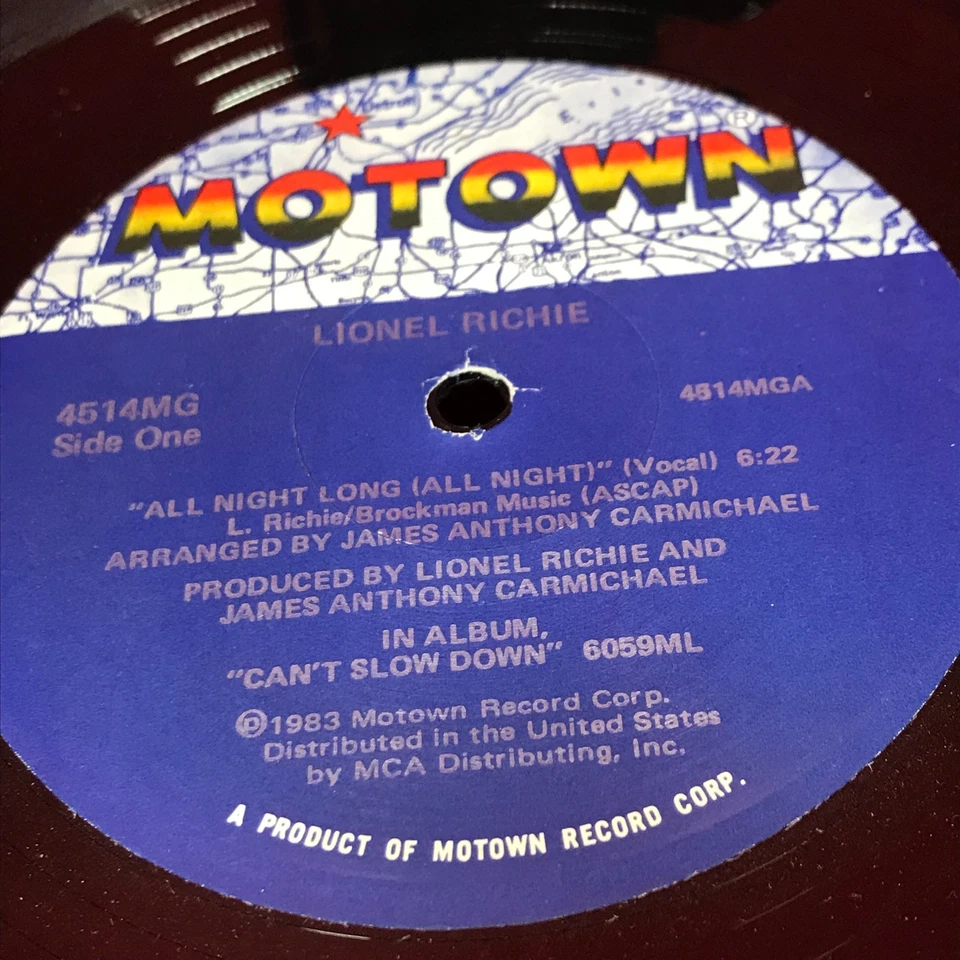 Detroit
MOTOWN®
LIONEL RICHIE
4514MG
Side One
4514MGA
"ALL NIGHT LONG (ALL NIGHT)" (Vocal) 6:22
L. Richie/Brockman Music (ASCAP)
ARRANGED BY JAMES ANTHONY CARMICHAEL
PRODUCED BY LIONEL RICHIE AND
JAMES ANTHONY CARMICHAEL
IN ALBUM,
"CAN'T SLOW DOWN" 6059ML
℗1983 Motown Record Corp.
Distributed in the United States
by MCA Distributing, Inc.
A PRODUCT OF MOTOWN RECORD CORP.